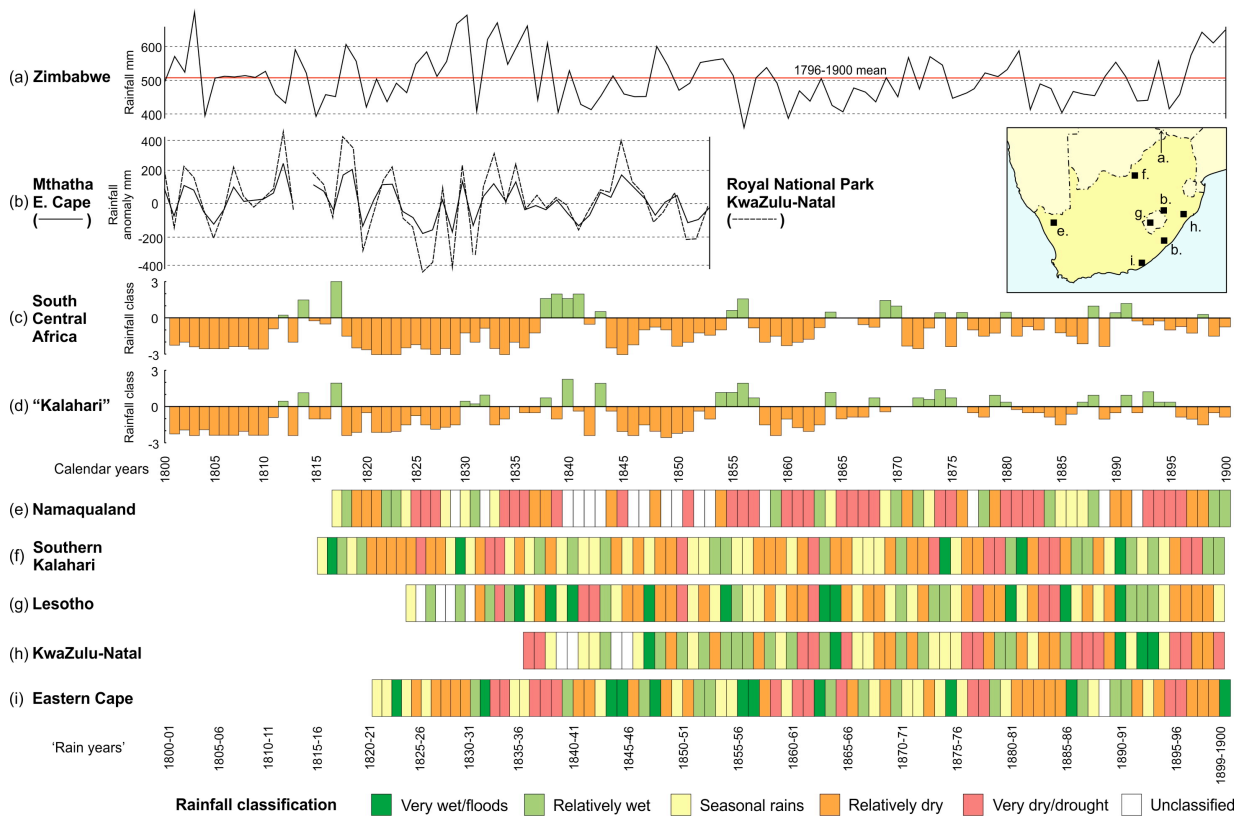 (a) Zimbabwe
Rainfall mm
600
500
400
1796-1900 mean
(b) Mthatha
E. Cape
( )
Rainfall
anomaly mm
400
200
0
-200
-400
Royal National Park
KwaZulu-Natal
( )
a.
f.
b.
g.
h.
e.
b.
i.
(c) South
Central
Africa
Rainfall class
3
0
-3
(d) “Kalahari”
Rainfall class
3
0
-3
Calendar years
1800
1805
1810
1815
1820
1825
1830
1835
1840
1845
1850
1855
1860
1865
1870
1875
1880
1885
1890
1895
1900
(e) Namaqualand
(f) Southern
Kalahari
(g) Lesotho
(h) KwaZulu-Natal
(i) Eastern Cape
‘Rain years’
1800-01
1805-06
1810-11
1815-16
1820-21
1825-26
1830-31
1835-36
1840-41
1845-46
1850-51
1855-56
1860-61
1865-66
1870-71
1875-76
1880-81
1885-86
1890-91
1895-96
1899-1900
Rainfall classification
Very wet/floods
Relatively wet
Seasonal rains
Relatively dry
Very dry/drought
Unclassified